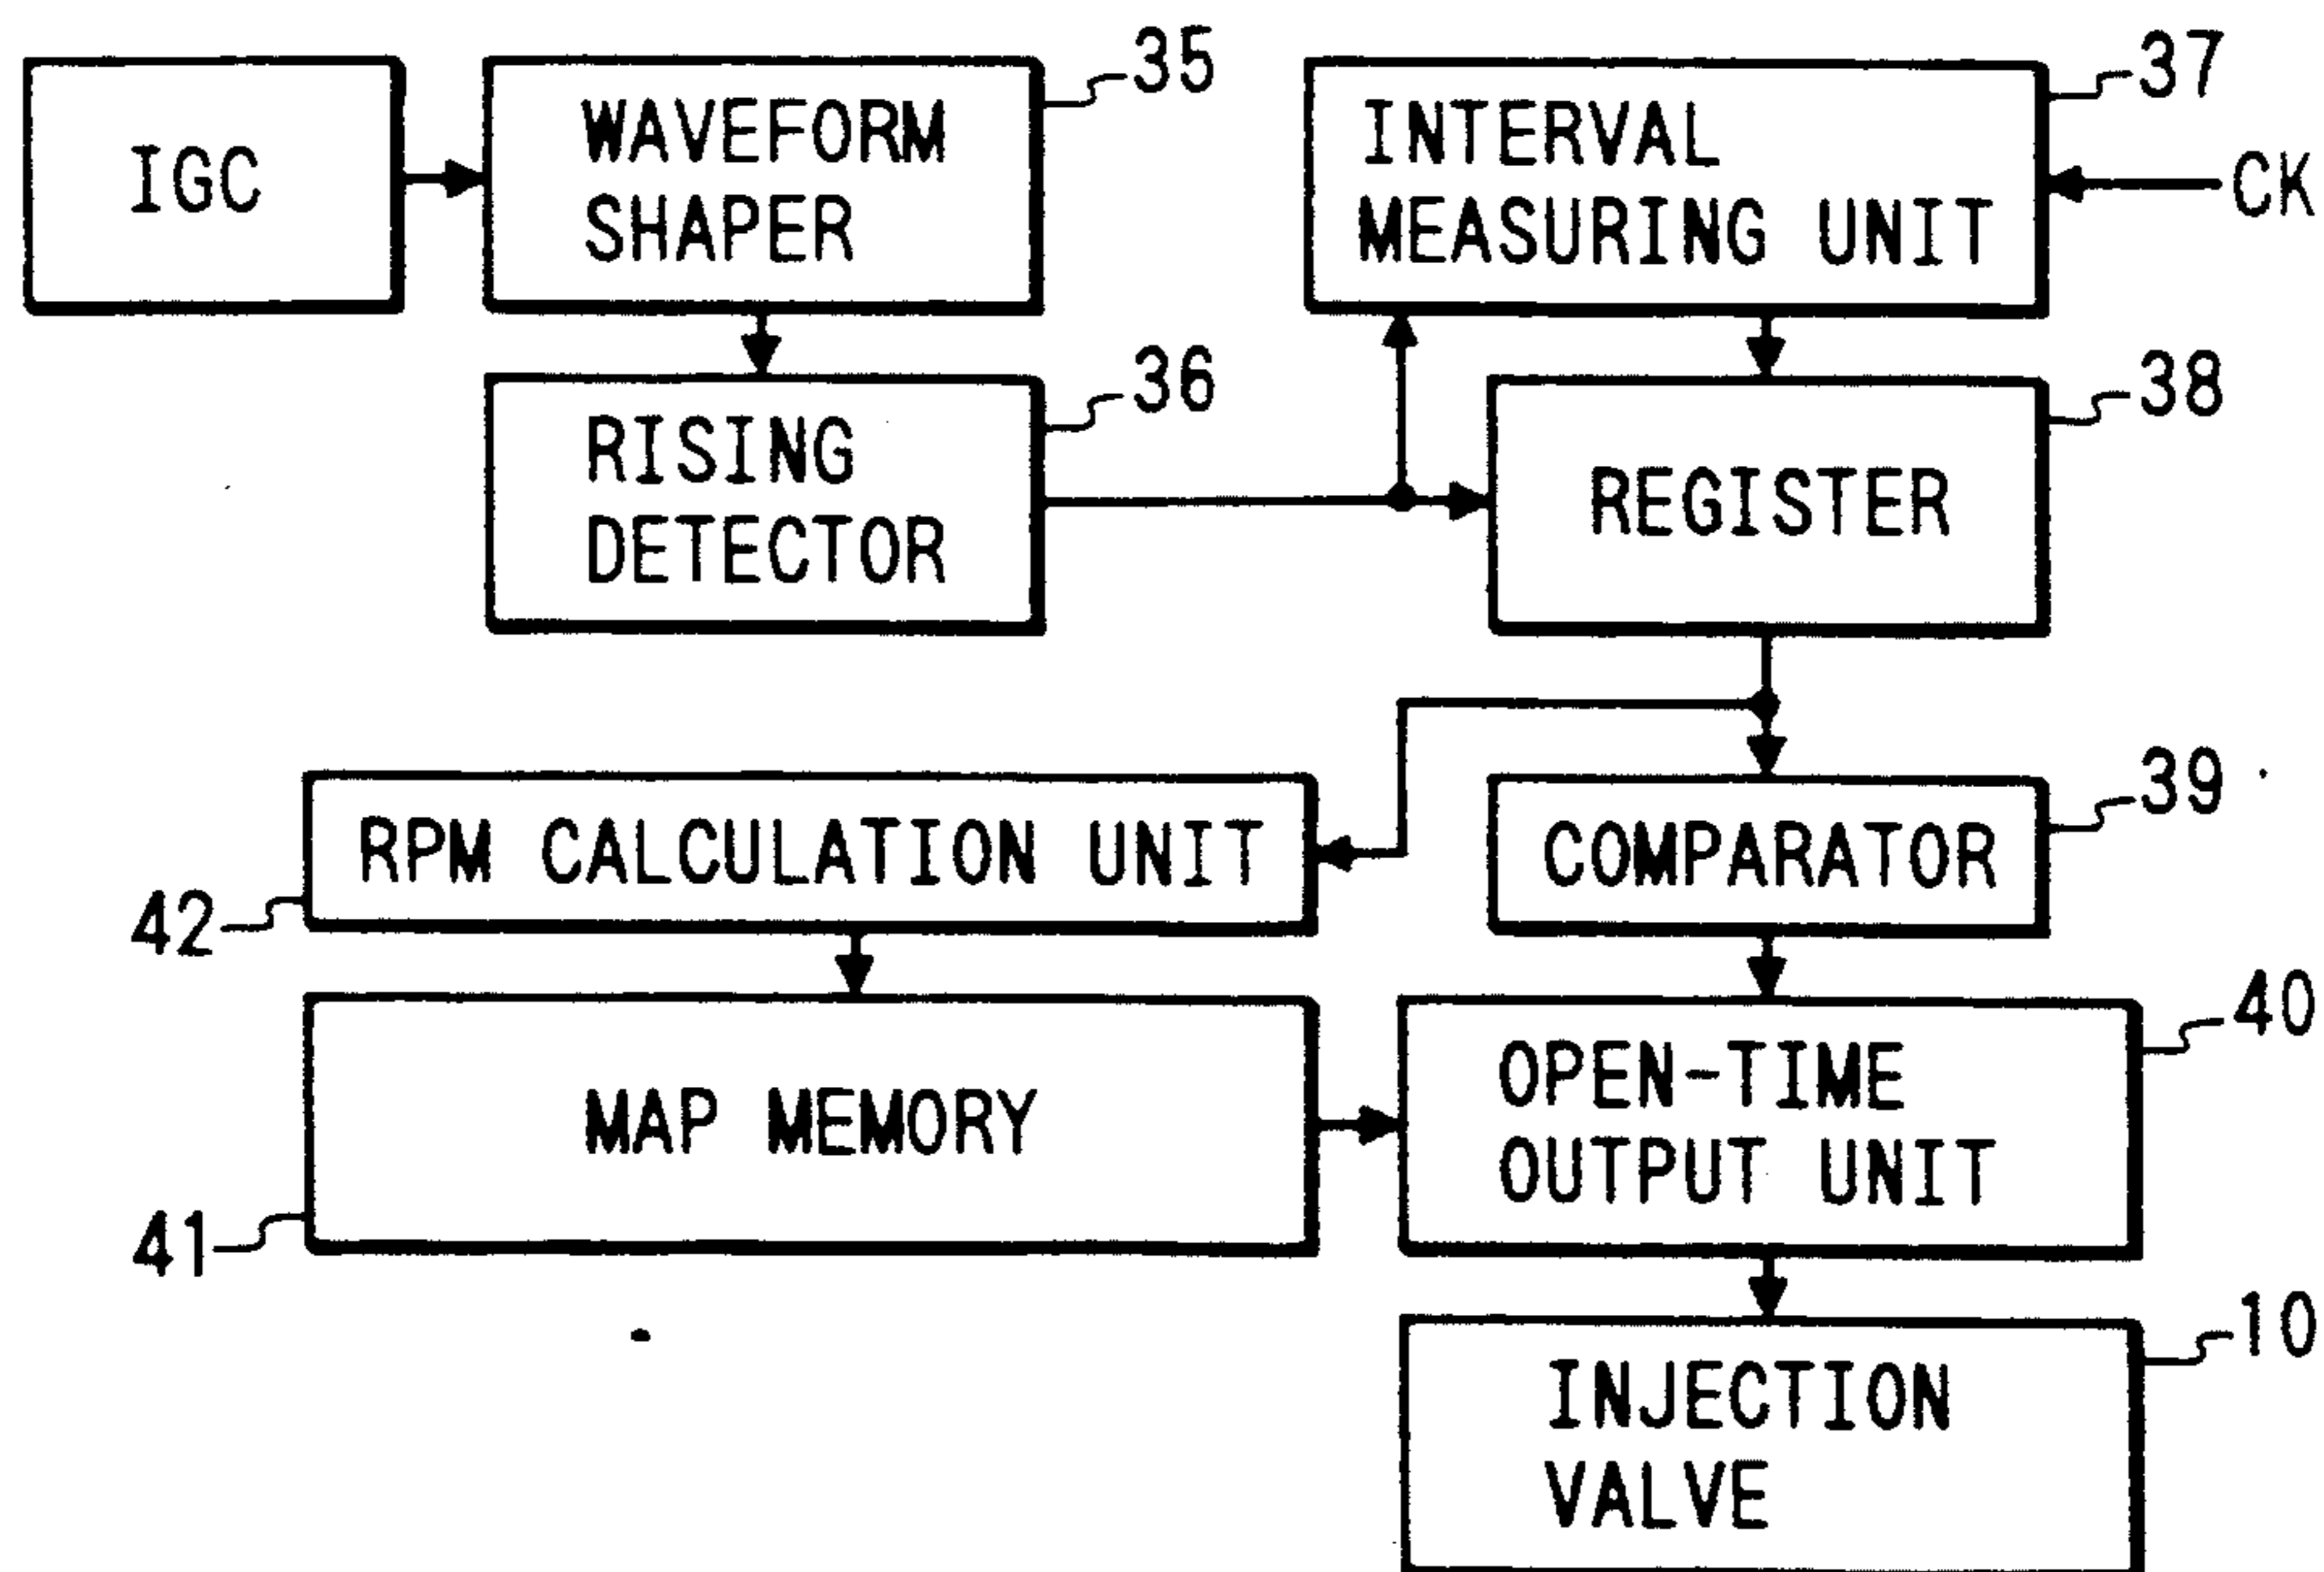 IGC
WAVEFORM
SHAPER
35
INTERVAL
MEASURING UNIT
37
CK
RISING
DETECTOR
36
REGISTER
38
RPM CALCULATION UNIT
42
COMPARATOR
39
MAP MEMORY
41
OPEN-TIME
OUTPUT UNIT
40
INJECTION
VALVE
10